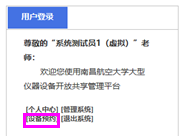 用户登录
尊敬的“系统测试员1（虚拟）”老
师：
欢迎您使用南昌航空大学大型
仪器设备开放共享管理平台
[个人中心] [管理系统]
[设备预约] [退出系统]